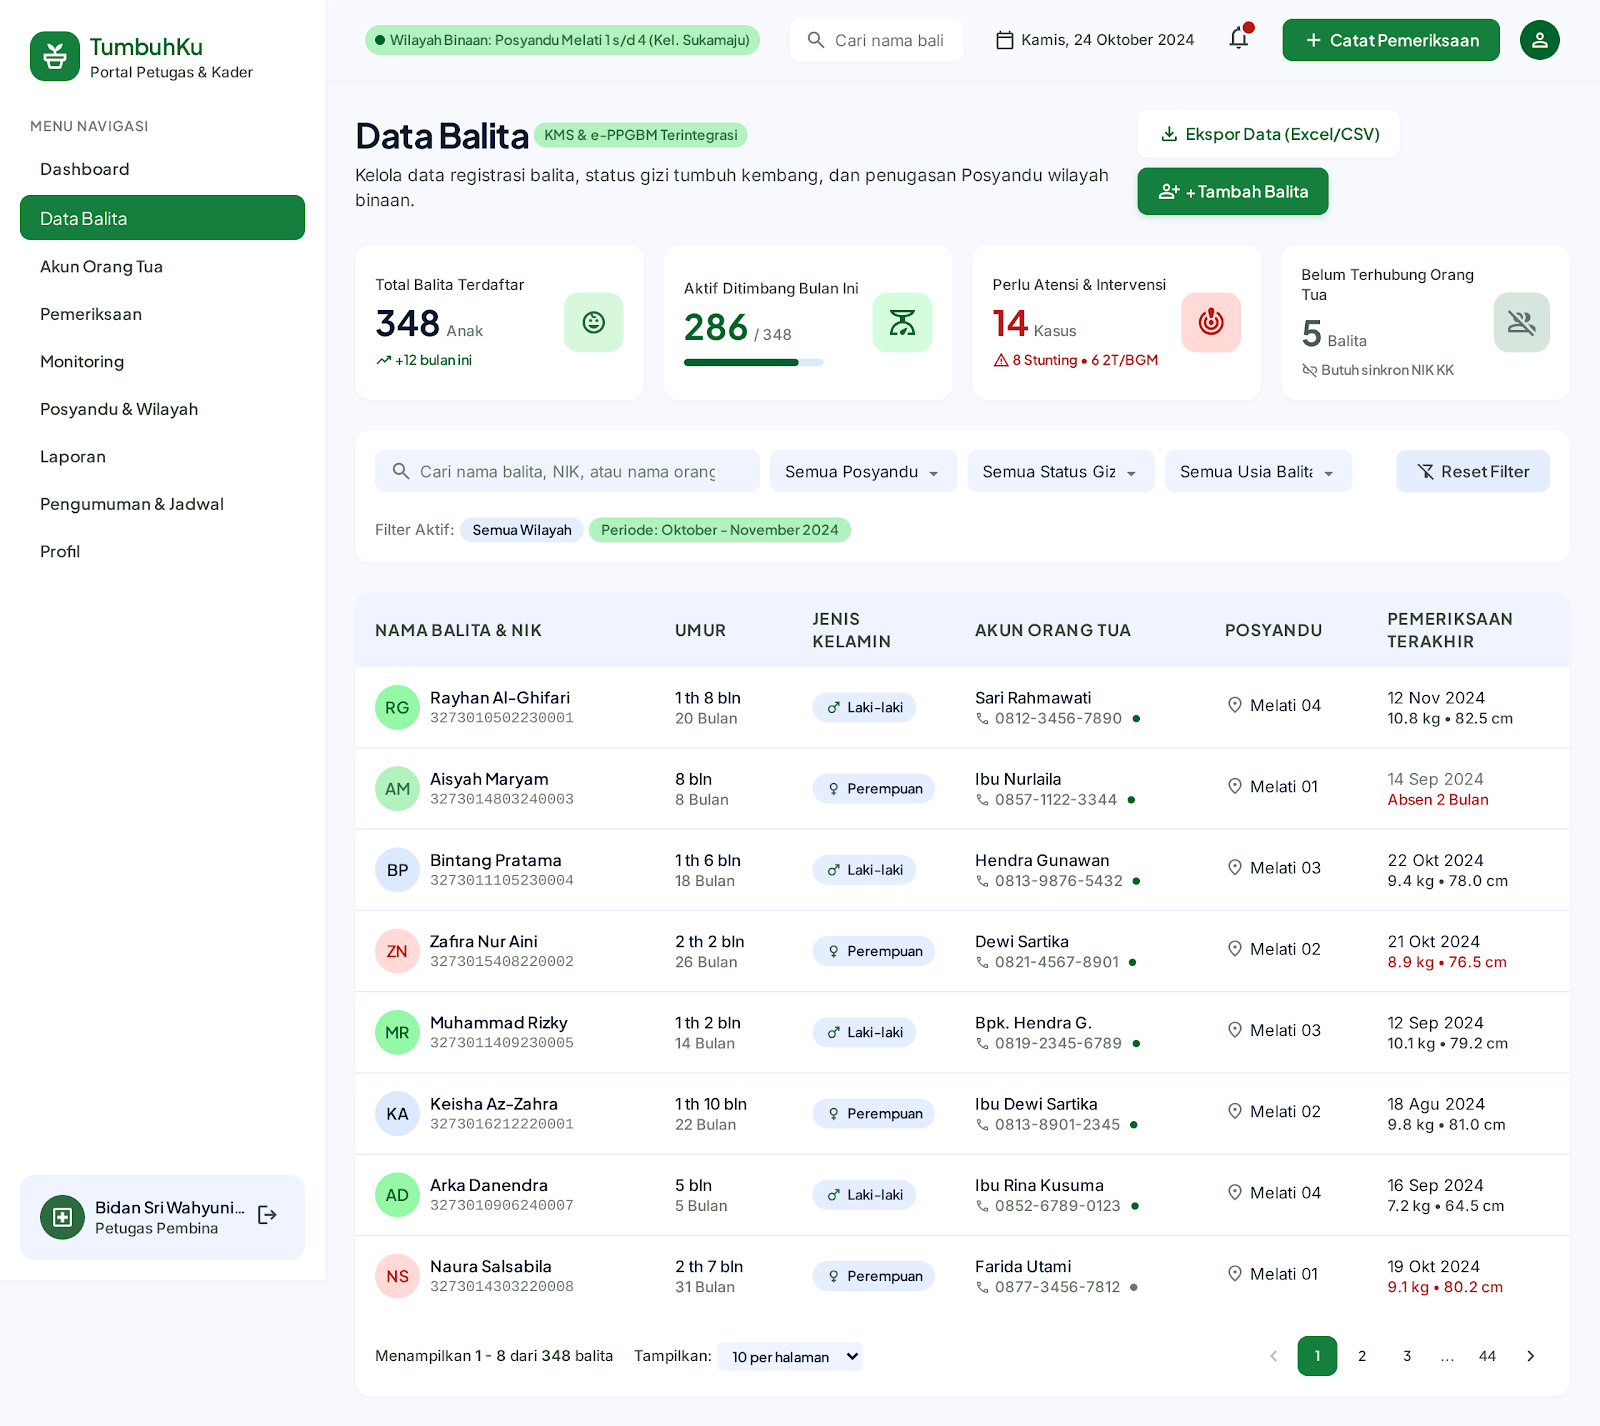 TumbuhKu
Portal Petugas & Kader
MENU NAVIGASI
Dashboard
Data Balita
Akun Orang Tua
Pemeriksaan
Monitoring
Posyandu & Wilayah
Laporan
Pengumuman & Jadwal
Profil
Bidan Sri Wahyuni...
Petugas Pembina
Wilayah Binaan: Posyandu Melati 1 s/d 4 (Kel. Sukamaju)
Cari nama bali
Kamis, 24 Oktober 2024
Catat Pemeriksaan
Data Balita
KMS & e-PPGBM Terintegrasi
Kelola data registrasi balita, status gizi tumbuh kembang, dan penugasan Posyandu wilayah
binaan.
Ekspor Data (Excel/CSV)
+ Tambah Balita
Total Balita Terdaftar
348 Anak
+12 bulan ini
Aktif Ditimbang Bulan Ini
286 / 348
Perlu Atensi & Intervensi
14 Kasus
8 Stunting • 6 2T/BGM
Belum Terhubung Orang
Tua
5 Balita
Butuh sinkron NIK KK
Cari nama balita, NIK, atau nama orang
Semua Posyandu
Semua Status Giz
Semua Usia Balita
Reset Filter
Filter Aktif: Semua Wilayah Periode: Oktober - November 2024
NAMA BALITA & NIK UMUR JENIS KELAMIN AKUN ORANG TUA POSYANDU PEMERIKSAAN TERAKHIR
RG Rayhan Al-Ghifari 1 th 8 bln Laki-laki Sari Rahmawati Melati 04 12 Nov 2024
3273010502230001 20 Bulan 0812-3456-7890 10.8 kg • 82.5 cm
AM Aisyah Maryam 8 bln Perempuan Ibu Nurlaila Melati 01 14 Sep 2024
3273014803240003 8 Bulan 0857-1122-3344 Absen 2 Bulan
BP Bintang Pratama 1 th 6 bln Laki-laki Hendra Gunawan Melati 03 22 Okt 2024
3273011105230004 18 Bulan 0813-9876-5432 9.4 kg • 78.0 cm
ZN Zafira Nur Aini 2 th 2 bln Perempuan Dewi Sartika Melati 02 21 Okt 2024
3273015408220002 26 Bulan 0821-4567-8901 8.9 kg • 76.5 cm
MR Muhammad Rizky 1 th 2 bln Laki-laki Bpk. Hendra G. Melati 03 12 Sep 2024
3273011409230005 14 Bulan 0819-2345-6789 10.1 kg • 79.2 cm
KA Keisha Az-Zahra 1 th 10 bln Perempuan Ibu Dewi Sartika Melati 02 18 Agu 2024
3273016212220001 22 Bulan 0813-8901-2345 9.8 kg • 81.0 cm
AD Arka Danendra 5 bln Laki-laki Ibu Rina Kusuma Melati 04 16 Sep 2024
3273010906240007 5 Bulan 0852-6789-0123 7.2 kg • 64.5 cm
NS Naura Salsabila 2 th 7 bln Perempuan Farida Utami Melati 01 19 Okt 2024
3273014303220008 31 Bulan 0877-3456-7812 9.1 kg • 80.2 cm
Menampilkan 1 - 8 dari 348 balita Tampilkan: 10 per halaman 1 2 3 ... 44